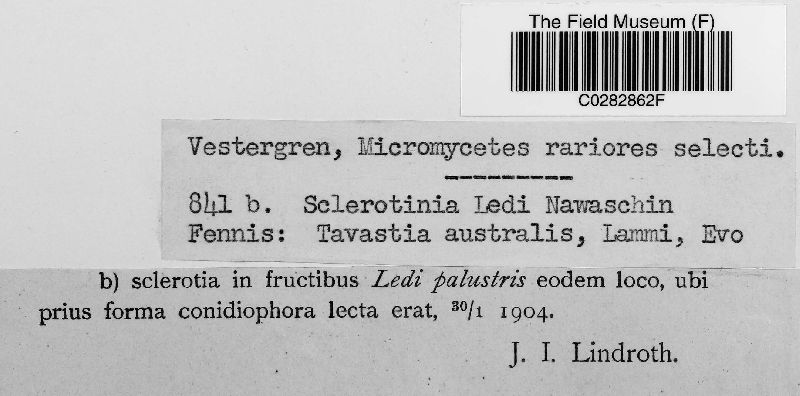 The Field Museum (F)
C0282862F
Vestergren, Micromycetes rariores selecti.
841 b. Sclerotinia Ledi Nawaschin
Fennis: Tavastia australis, Lammi, Evo
b) sclerotia in fructibus Ledi palustris eodem loco, ubi
prius forma conidiophora lecta erat, 30/1 1904.
J. I. Lindroth.